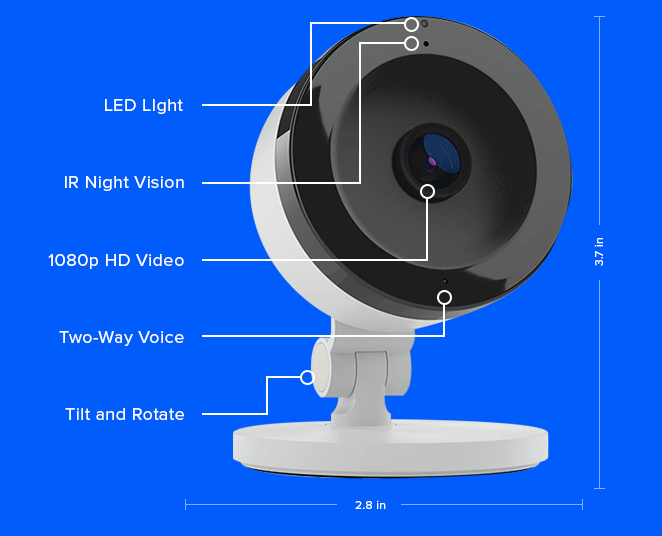 LED LIght
IR Night Vision
1080p HD Video
Two-Way Voice
Tilt and Rotate
3.7 in
2.8 in